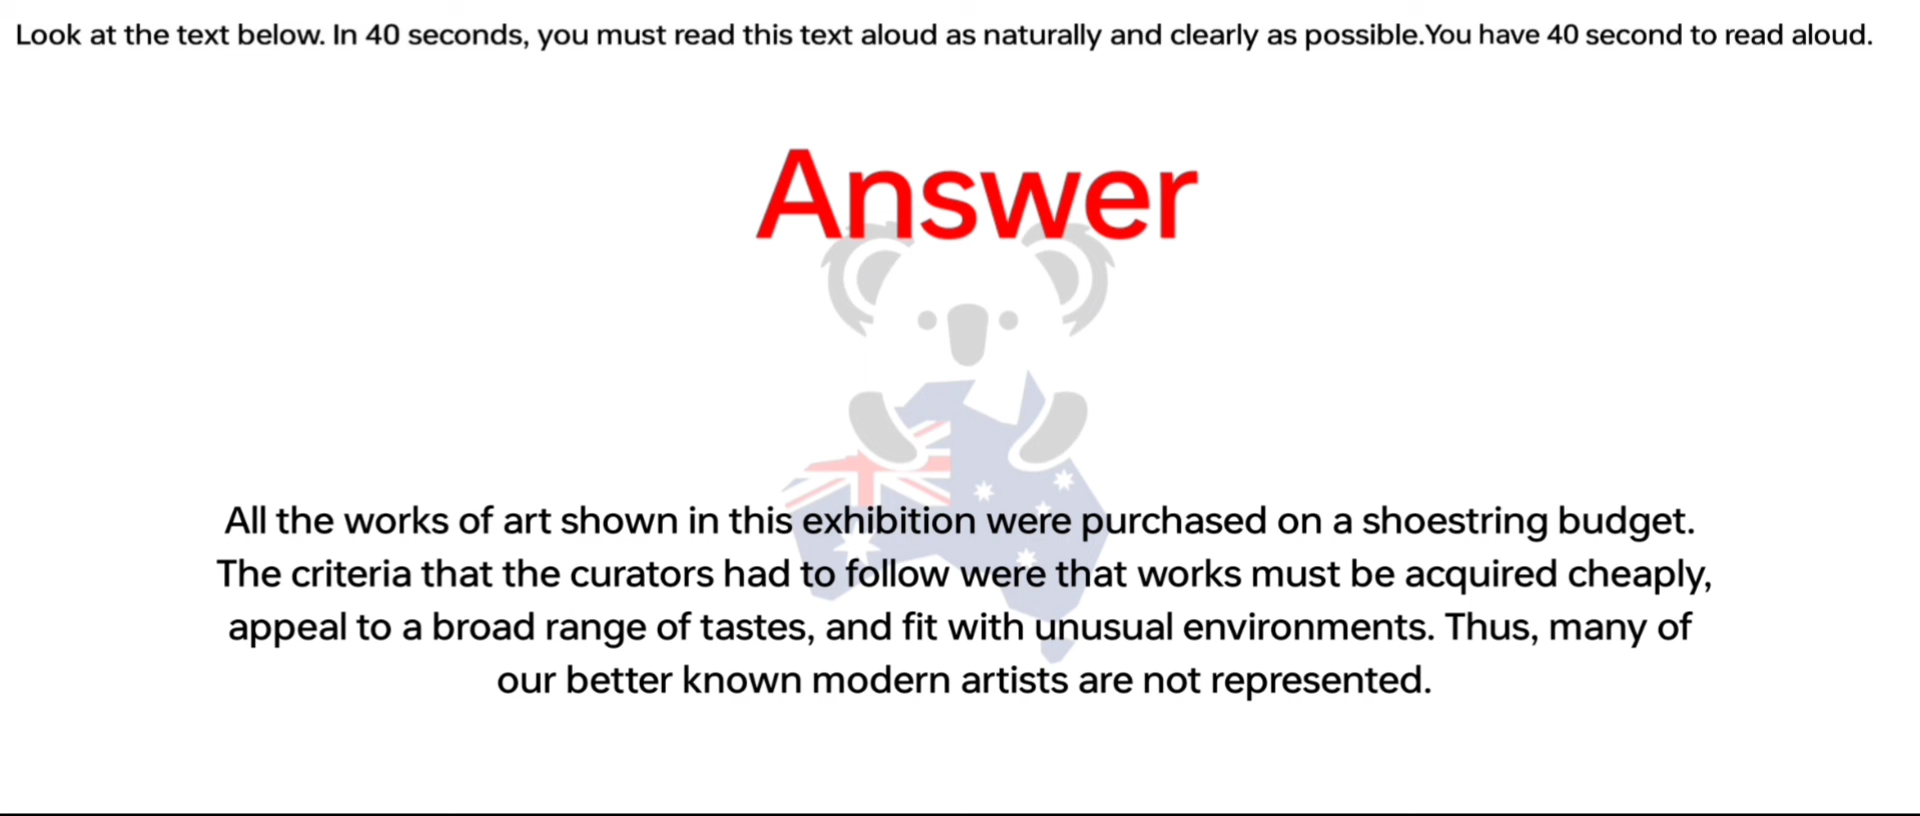 Look at the text below. In 40 seconds, you must read this text aloud as naturally and clearly as possible.You have 40 second to read aloud.
Answer
All the works of art shown in this exhibition were purchased on a shoestring budget.
The criteria that the curators had to follow were that works must be acquired cheaply,
appeal to a broad range of tastes, and fit with unusual environments. Thus, many of
our better known modern artists are not represented.